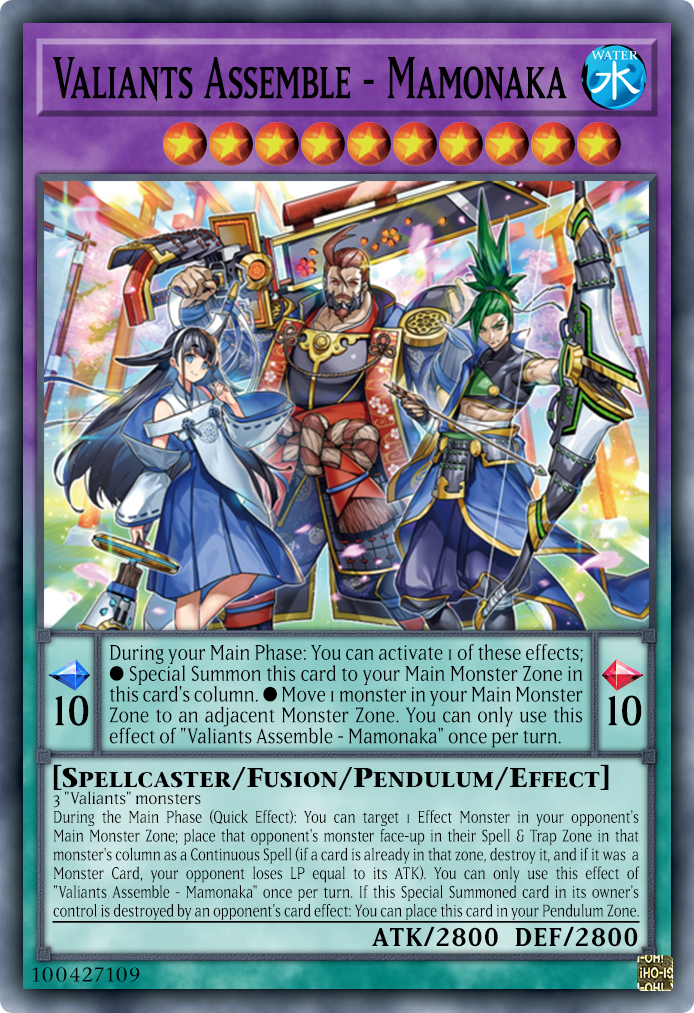 Valiants Assemble - Mamonaka
WATER
水
During your Main Phase: You can activate 1 of these effects;
● Special Summon this card to your Main Monster Zone in
this card's column. ● Move 1 monster in your Main Monster
Zone to an adjacent Monster Zone. You can only use this
effect of "Valiants Assemble - Mamonaka" once per turn.
10
10
[Spellcaster/Fusion/Pendulum/Effect]
3 "Valiants" monsters
During the Main Phase (Quick Effect): You can target 1 Effect Monster in your opponent's
Main Monster Zone; place that opponent's monster face-up in their Spell & Trap Zone in that
monster's column as a Continuous Spell (if a card is already in that zone, destroy it, and if it was a
Monster Card, your opponent loses LP equal to its ATK). You can only use this effect of
"Valiants Assemble - Mamonaka" once per turn. If this Special Summoned card in its owner's
control is destroyed by an opponent's card effect: You can place this card in your Pendulum Zone.
ATK/2800 DEF/2800
100427109